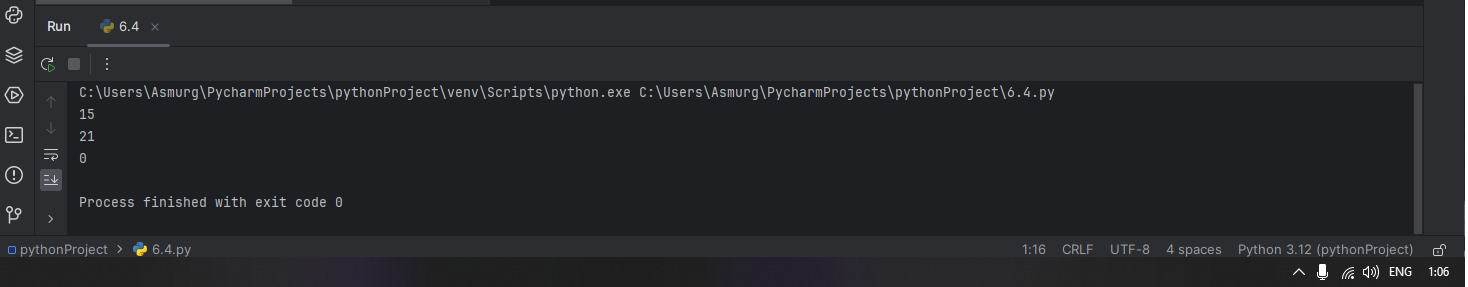 Run 6.4
C:\Users\Asmurg\PycharmProjects\pythonProject\venv\Scripts\python.exe C:\Users\Asmurg\PycharmProjects\pythonProject\6.4.py
15
21
0
Process finished with exit code 0
pythonProject > 6.4.py 1:16 CRLF UTF-8 4 spaces Python 3.12 (pythonProject)
ENG 1:06